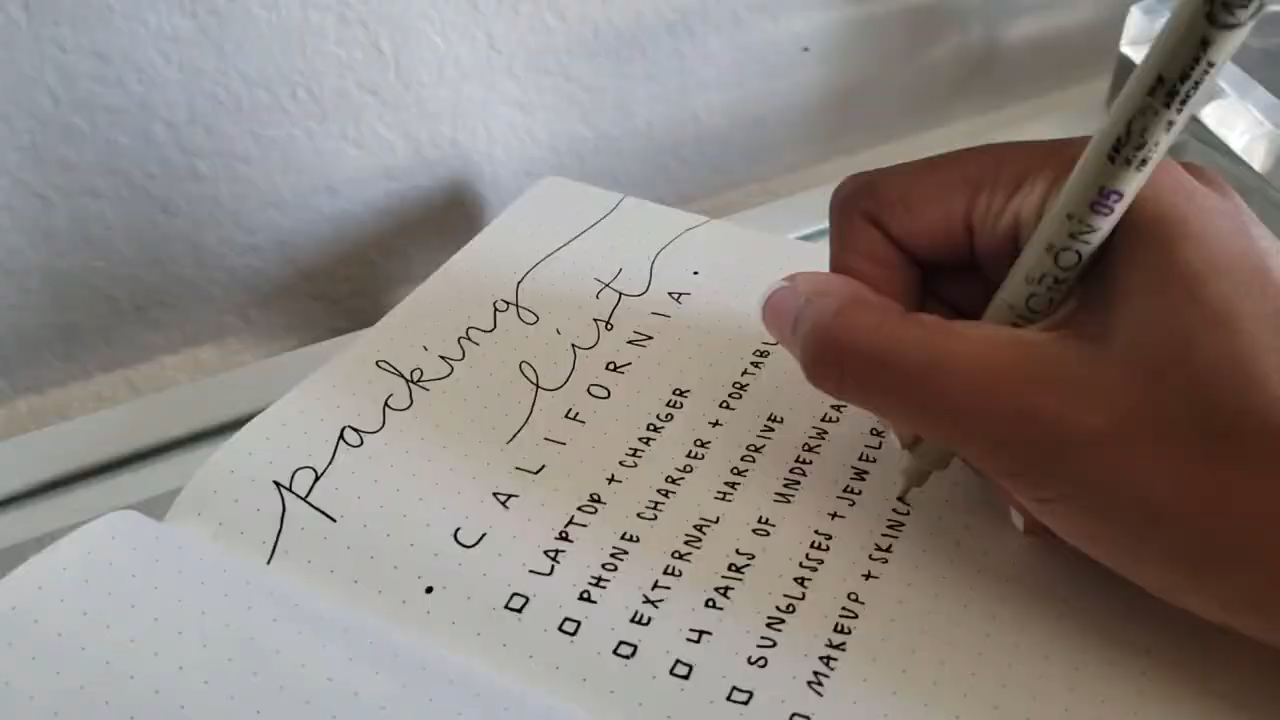 packing
list
• CALIFORNIA •
□ LAPTOP + CHARGER
□ PHONE CHARGER + PORTABL
□ EXTERNAL HARDRIVE
□ 4 PAIRS OF UNDERWEA
□ SUNGLASSES + JEWELR
□ MAKEUP + SKINCA
MICRON 05